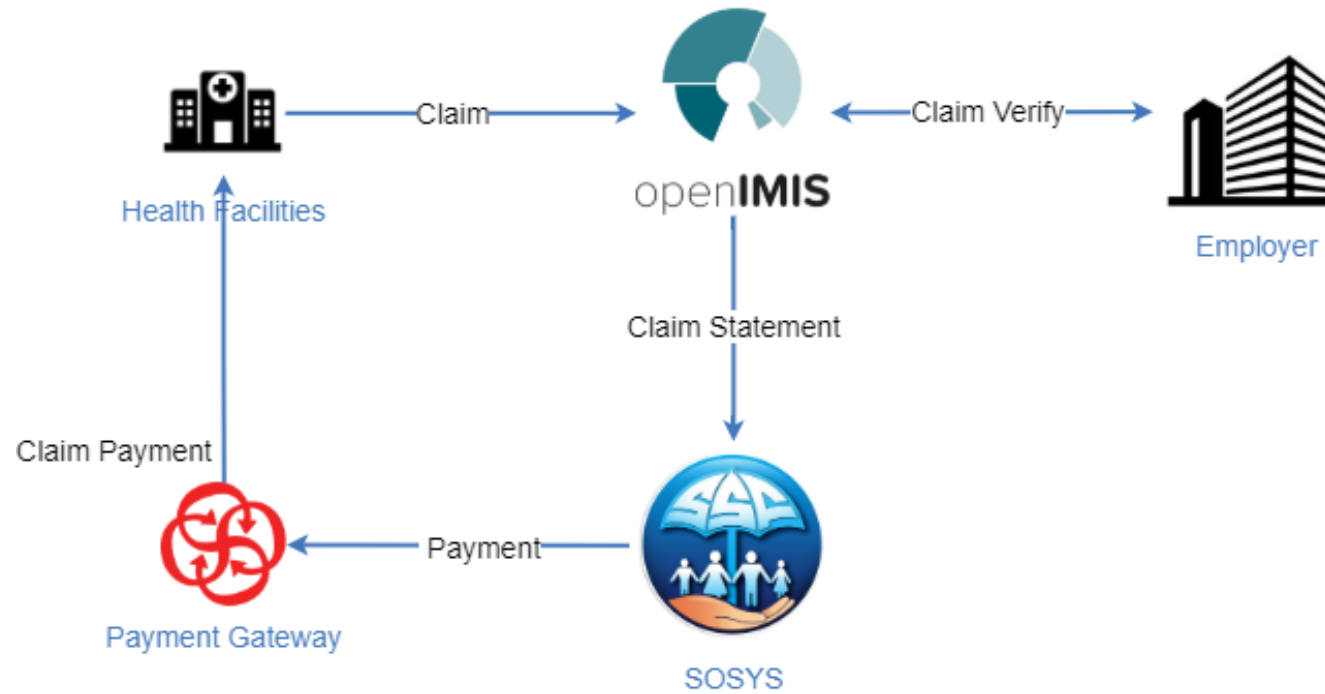 Claim
Claim Verify
openIMIS
Health Facilities
Employer
Claim Statement
Claim Payment
SSC
Payment
Payment Gateway
SOSYS